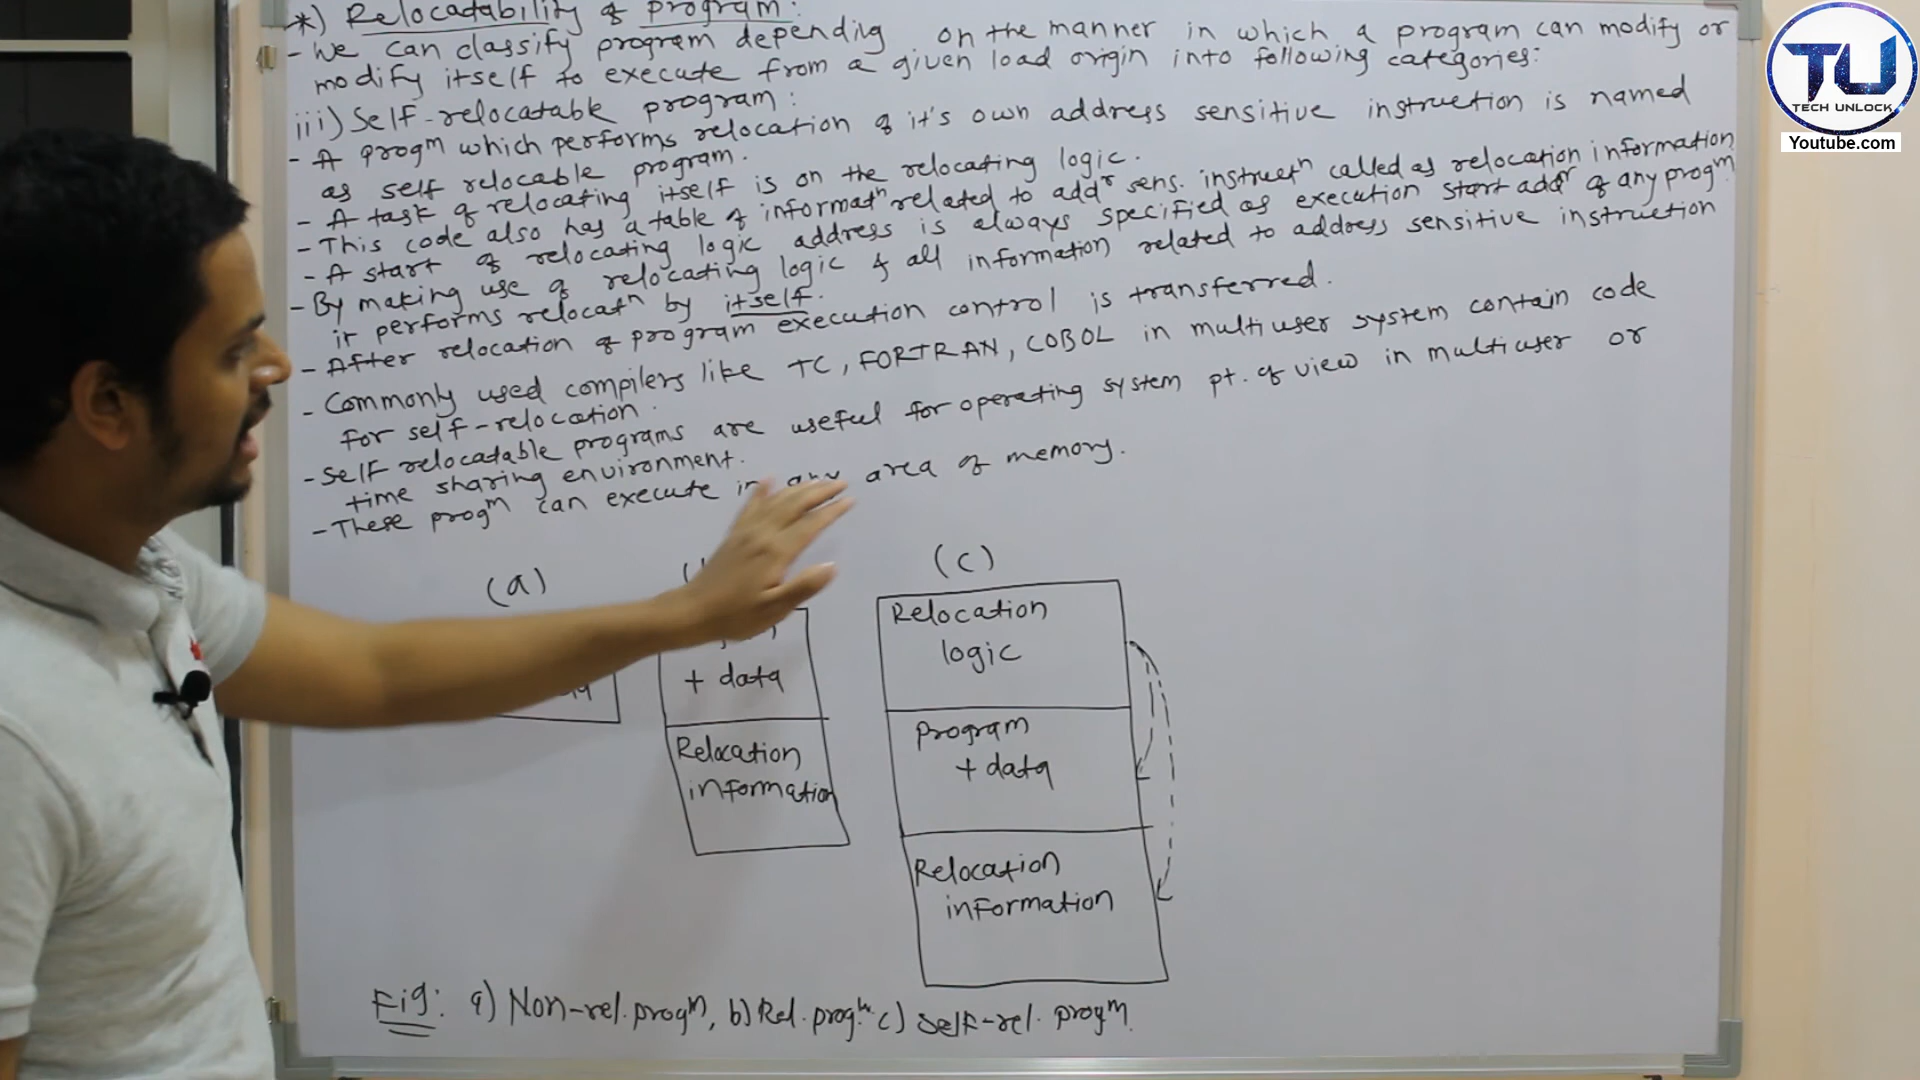 *) Relocatability of program:
- We can classify program dependig on the manner in which a program can modify or
modify itself to execute from a given load origin into following categories:
iii) Self-relocatable program:
- A progm which performs relocation of it's own address sensitive instruction is named
as self relocable program.
- A task of relocating itself is on the relocating logic.
- This code also has a table of informatn related to addr sens. instructn called as relocation information
- A start of relocating logic address is always specified as execution start addr of any progm
- By making use of relocating logic & all information related to address sensitive instruction
it performs relocatn by itself.
- After relocation of program execution control is transferred.
- Commonly used compilers like TC, FORTRAN, COBOL in multiuser system contain code
for self-relocation.
- Self relocatable programs are useful for operating system pt. of view in multiuser or
time sharing environment.
- These progm can execute in any area of memory.
(a)
+ data
Relocation
information
(c)
Relocation
logic
Program
+ data
Relocation
information
Fig: a) Non-rel. progm, b) Rel. progm c) Self-rel. progm.
TU
TECH UNLOCK
Youtube.com